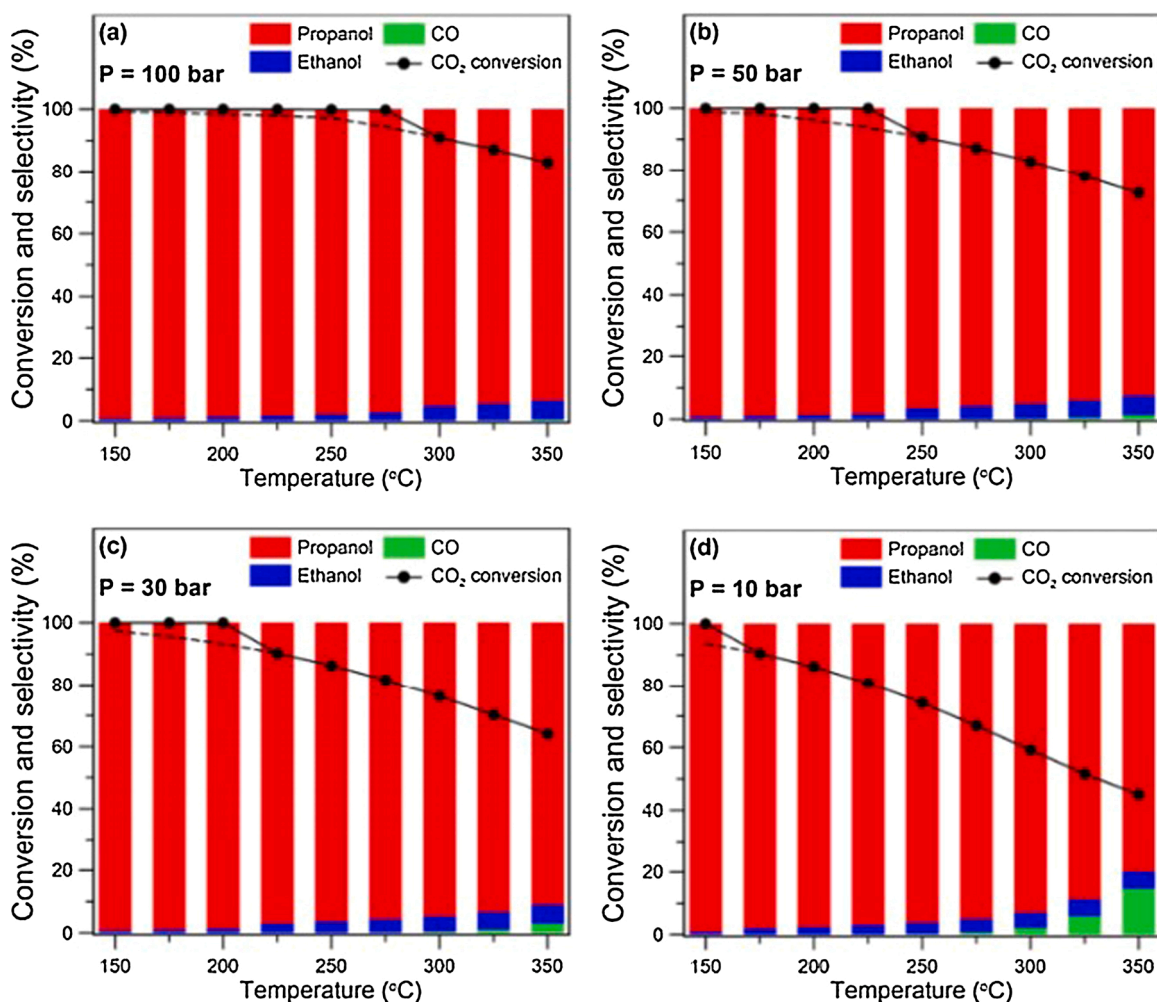 (a)
Propanol
CO
Ethanol
CO₂ conversion
P = 100 bar
Conversion and selectivity (%)
100
80
60
40
20
0
150
200
250
300
350
Temperature (°C)
(b)
Propanol
CO
Ethanol
CO₂ conversion
P = 50 bar
Conversion and selectivity (%)
100
80
60
40
20
0
150
200
250
300
350
Temperature (°C)
(c)
Propanol
CO
Ethanol
CO₂ conversion
P = 30 bar
Conversion and selectivity (%)
100
80
60
40
20
0
150
200
250
300
350
Temperature (°C)
(d)
Propanol
CO
Ethanol
CO₂ conversion
P = 10 bar
Conversion and selectivity (%)
100
80
60
40
20
0
150
200
250
300
350
Temperature (°C)